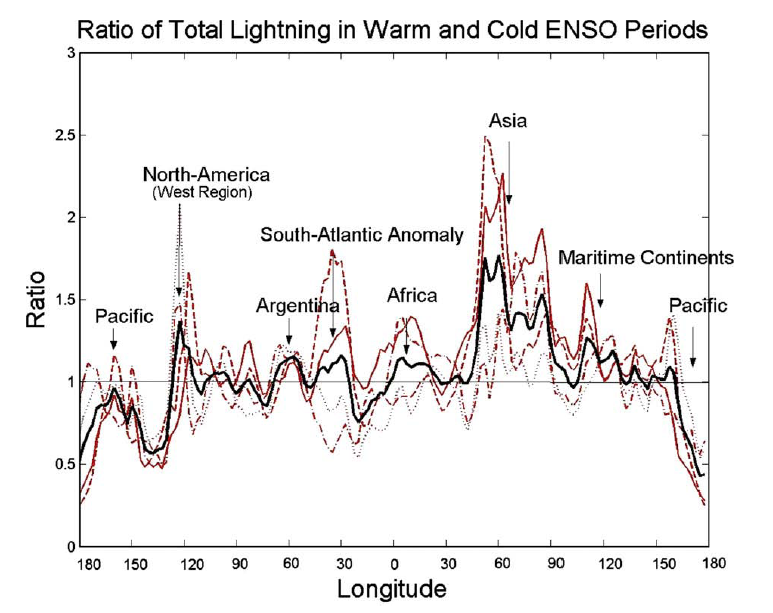 Ratio of Total Lightning in Warm and Cold ENSO Periods
3
2.5
2
1.5
1
0.5
0
Ratio
Asia
North-America
(West Region)
South-Atlantic Anomaly
Maritime Continents
Pacific
Argentina
Africa
Pacific
180 150 120 90 60 30 0 30 60 90 120 150 180
Longitude